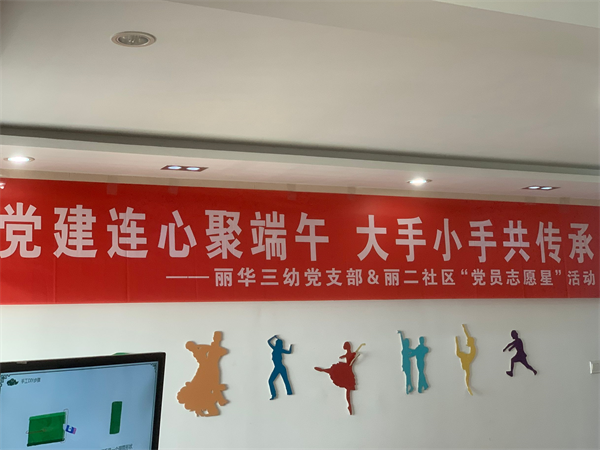 党建连心聚端午 大手小手共传承
——丽华三幼党支部&丽二社区“党员志愿星”活动